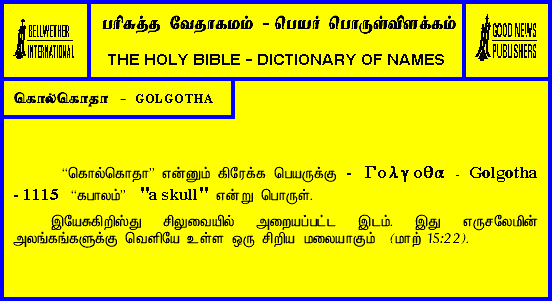 BELLWETHER
INTERNATIONAL
பரிசுத்த வேதாகமம் - பெயர் பொருள்விளக்கம்
THE HOLY BIBLE - DICTIONARY OF NAMES
GOOD NEWS
PUBLISHERS
கொல்கொதா - GOLGOTHA
“கொல்கொதா” என்னும் கிரேக்க பெயருக்கு - Γολγοθα - Golgotha
- 1115 “கபாலம்” "a skull" என்று பொருள்.
இயேசுகிறிஸ்து சிலுவையில் அறையப்பட்ட இடம். இது எருசலேமின்
அலங்கங்களுக்கு வெளியே உள்ள ஒரு சிறிய மலையாகும் (மாற் 15:22).